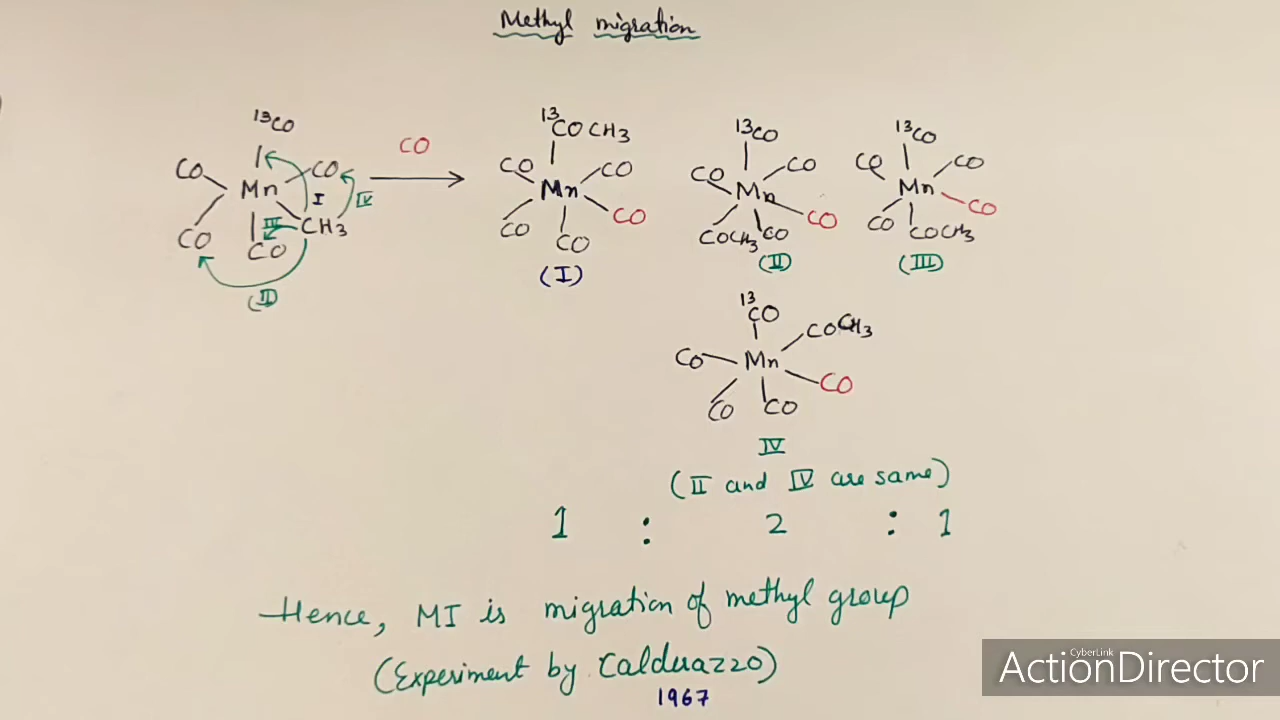 Methyl migration
13CO
CO
CO
Mn
I
IV
III
CH3
CO
CO
(II)
CO
13COCH3
CO
CO
Mn
CO
CO
CO
(I)
13CO
CO
CO
Mn
CO
COCH3
CO
(II)
13CO
CO
CO
Mn
CO
CO
COCH3
(III)
13CO
COCH3
CO
Mn
CO
CO
CO
IV
(II and IV are same)
1 : 2 : 1
Hence, MI is migration of methyl group
(Experiment by Calderazzo)
1967
CyberLink
ActionDirector